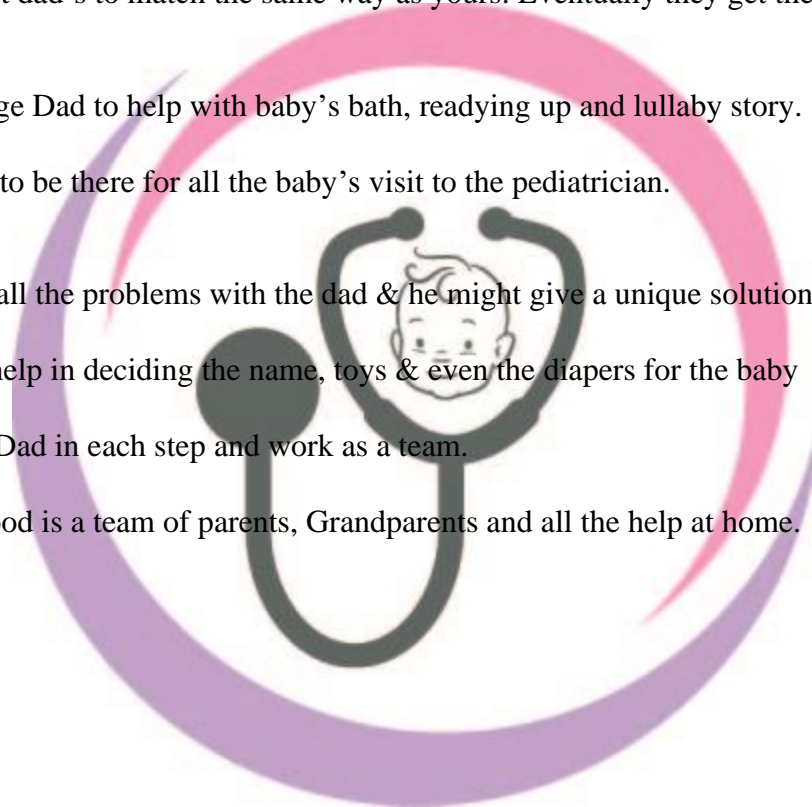 t dad's to match the same way as yours. Eventually they get the
ge Dad to help with baby's bath, readying up and lullaby story.
to be there for all the baby's visit to the pediatrician.
all the problems with the dad & he might give a unique solution
help in deciding the name, toys & even the diapers for the baby
Dad in each step and work as a team.
od is a team of parents, Grandparents and all the help at home.